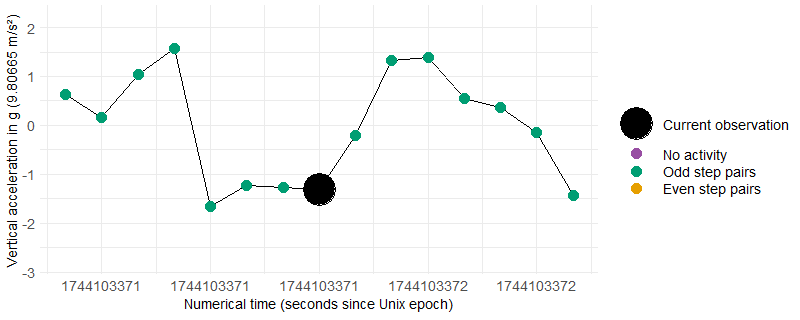 Vertical acceleration in g (9.80665 m/s²)
2
1
0
-1
-2
-3
1744103371 1744103371 1744103371 1744103372 1744103372
Numerical time (seconds since Unix epoch)
Current observation
No activity
Odd step pairs
Even step pairs